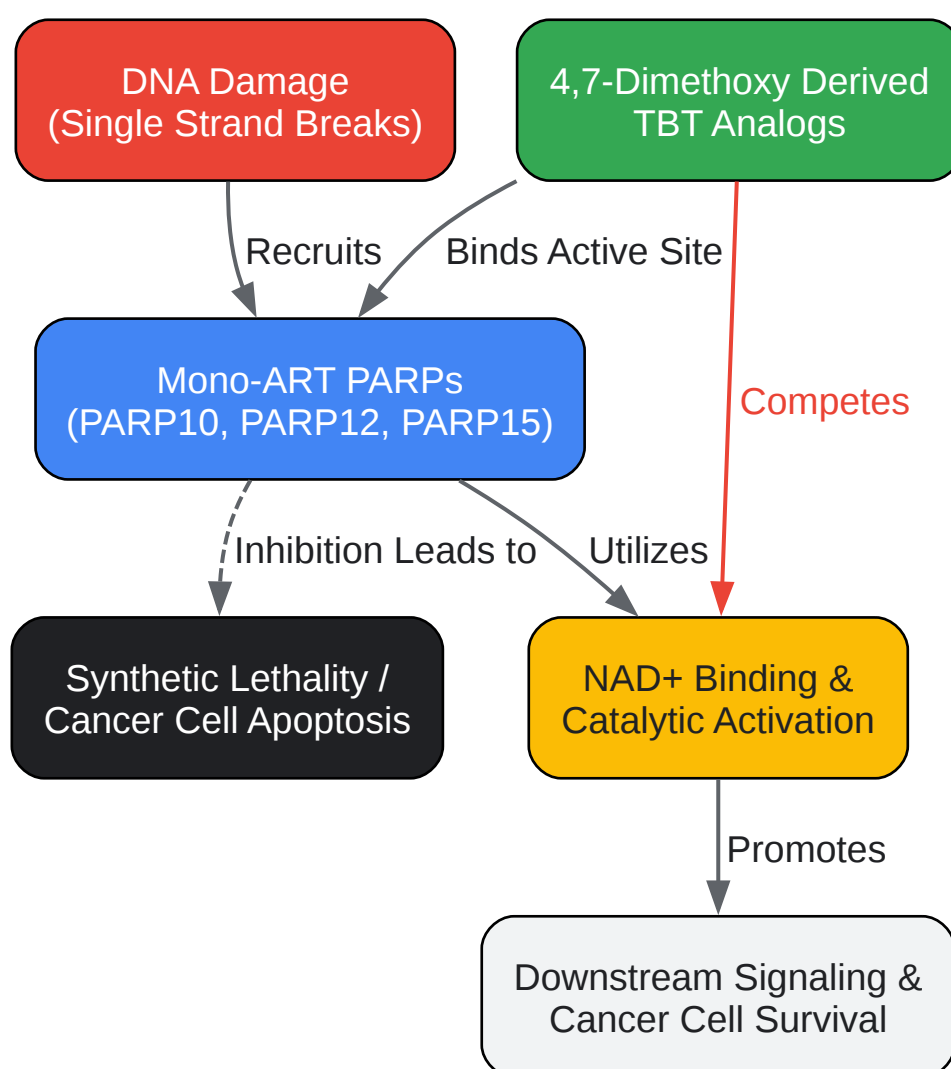 DNA Damage
(Single Strand Breaks)
4,7-Dimethoxy Derived
TBT Analogs
Recruits
Binds Active Site
Mono-ART PARPs
(PARP10, PARP12, PARP15)
Competes
Inhibition Leads to
Utilizes
Synthetic Lethality /
Cancer Cell Apoptosis
NAD+ Binding &
Catalytic Activation
Promotes
Downstream Signaling &
Cancer Cell Survival